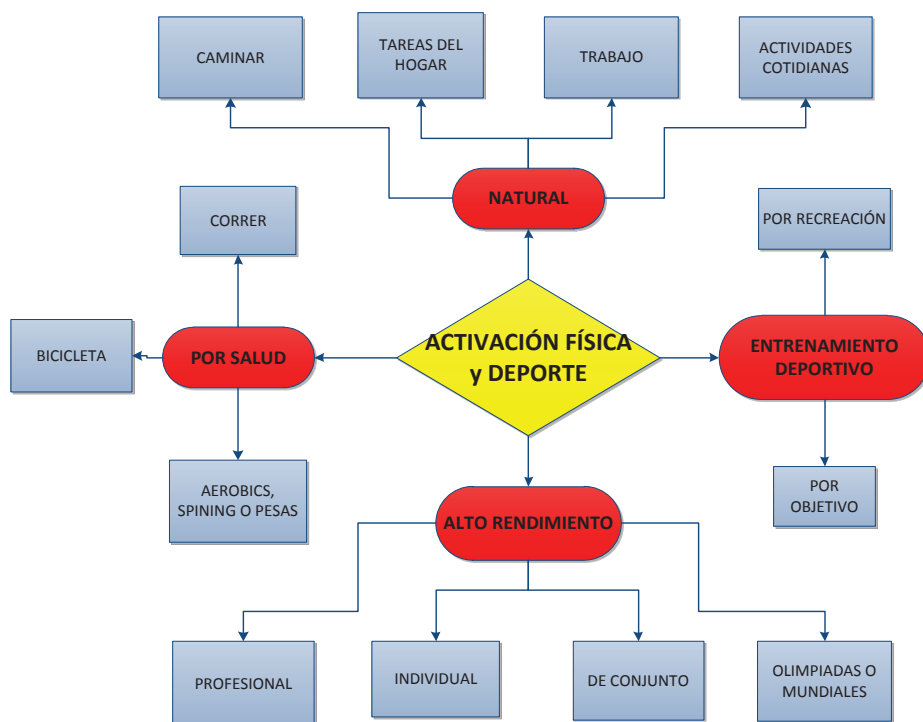 CAMINAR
TAREAS DEL
HOGAR
TRABAJO
ACTIVIDADES
COTIDIANAS
NATURAL
CORRER
POR RECREACIÓN
BICICLETA
POR SALUD
ACTIVACIÓN FÍSICA
y DEPORTE
ENTRENAMIENTO
DEPORTIVO
AEROBICS,
SPINING O PESAS
POR
OBJETIVO
ALTO RENDIMIENTO
PROFESIONAL
INDIVIDUAL
DE CONJUNTO
OLIMPIADAS O
MUNDIALES